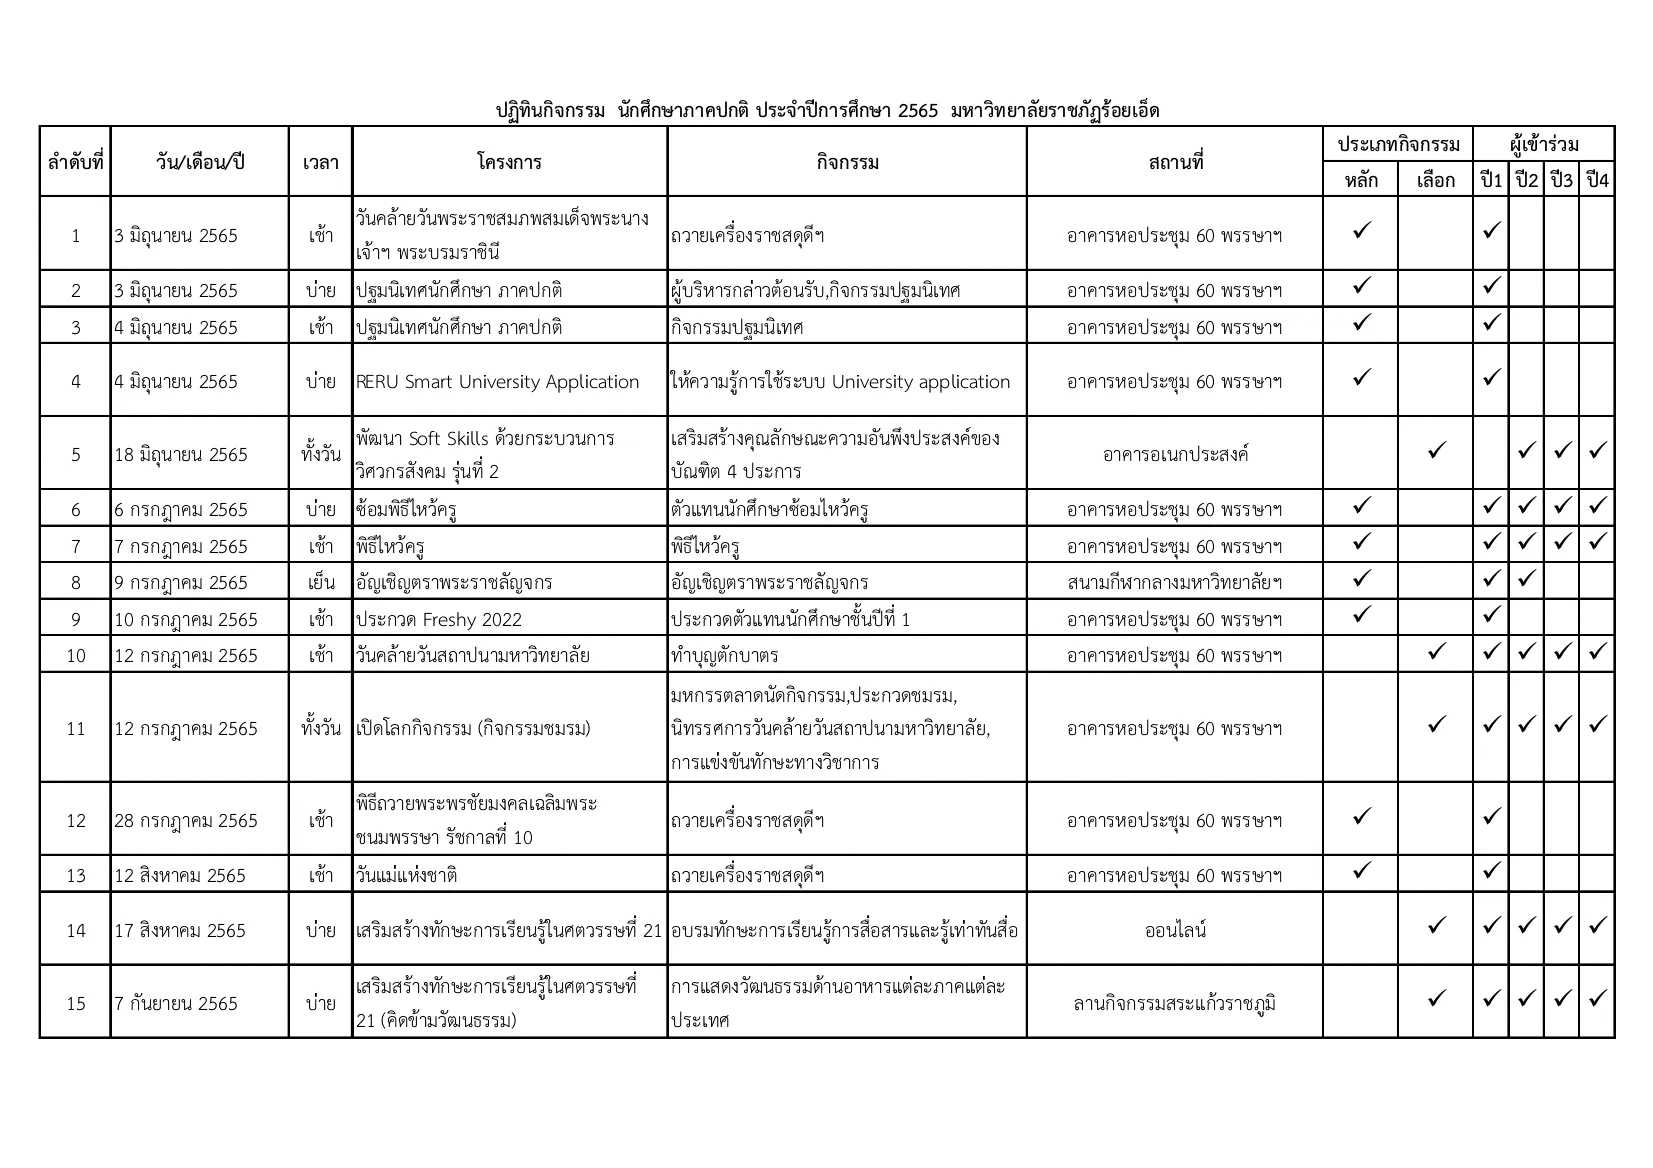 ปฏิทินกิจกรรม นักศึกษาภาคปกติ ประจำปีการศึกษา 2565 มหาวิทยาลัยราชภัฏร้อยเอ็ด
ลำดับที่ วัน/เดือน/ปี เวลา โครงการ กิจกรรม สถานที่ ประเภทกิจกรรม ผู้เข้าร่วม
หลัก เลือก ปี1 ปี2 ปี3 ปี4
1 3 มิถุนายน 2565 เช้า วันคล้ายวันพระราชสมภพสมเด็จพระนาง
เจ้าฯ พระบรมราชินี ถวายเครื่องราชสดุดีฯ อาคารหอประชุม 60 พรรษาฯ ✓ ✓
2 3 มิถุนายน 2565 บ่าย ปฐมนิเทศนักศึกษา ภาคปกติ ผู้บริหารกล่าวต้อนรับ,กิจกรรมปฐมนิเทศ อาคารหอประชุม 60 พรรษาฯ ✓ ✓
3 4 มิถุนายน 2565 เช้า ปฐมนิเทศนักศึกษา ภาคปกติ กิจกรรมปฐมนิเทศ อาคารหอประชุม 60 พรรษาฯ ✓ ✓
4 4 มิถุนายน 2565 บ่าย RERU Smart University Application ให้ความรู้การใช้ระบบ University application อาคารหอประชุม 60 พรรษาฯ ✓ ✓
5 18 มิถุนายน 2565 ทั้งวัน พัฒนา Soft Skills ด้วยกระบวนการ
วิศวกรสังคม รุ่นที่ 2 เสริมสร้างคุณลักษณะความอันพึงประสงค์ของ
บัณฑิต 4 ประการ อาคารอเนกประสงค์ ✓ ✓ ✓ ✓
6 6 กรกฎาคม 2565 บ่าย ซ้อมพิธีไหว้ครู ตัวแทนนักศึกษาซ้อมไหว้ครู อาคารหอประชุม 60 พรรษาฯ ✓ ✓ ✓ ✓ ✓
7 7 กรกฎาคม 2565 เช้า พิธีไหว้ครู พิธีไหว้ครู อาคารหอประชุม 60 พรรษาฯ ✓ ✓ ✓ ✓ ✓
8 9 กรกฎาคม 2565 เย็น อัญเชิญตราพระราชลัญจกร อัญเชิญตราพระราชลัญจกร สนามกีฬากลางมหาวิทยาลัยฯ ✓ ✓ ✓
9 10 กรกฎาคม 2565 เช้า ประกวด Freshy 2022 ประกวดตัวแทนนักศึกษาชั้นปีที่ 1 อาคารหอประชุม 60 พรรษาฯ ✓ ✓
10 12 กรกฎาคม 2565 เช้า วันคล้ายวันสถาปนามหาวิทยาลัย ทำบุญตักบาตร อาคารหอประชุม 60 พรรษาฯ ✓ ✓ ✓ ✓ ✓
11 12 กรกฎาคม 2565 ทั้งวัน เปิดโลกกิจกรรม (กิจกรรมชมรม) มหกรรตลาดนัดกิจกรรม,ประกวดชมรม,
นิทรรศการวันคล้ายวันสถาปนามหาวิทยาลัย,
การแข่งขันทักษะทางวิชาการ อาคารหอประชุม 60 พรรษาฯ ✓ ✓ ✓ ✓ ✓
12 28 กรกฎาคม 2565 เช้า พิธีถวายพระพรชัยมงคลเฉลิมพระ
ชนมพรรษา รัชกาลที่ 10 ถวายเครื่องราชสดุดีฯ อาคารหอประชุม 60 พรรษาฯ ✓ ✓
13 12 สิงหาคม 2565 เช้า วันแม่แห่งชาติ ถวายเครื่องราชสดุดีฯ อาคารหอประชุม 60 พรรษาฯ ✓ ✓
14 17 สิงหาคม 2565 บ่าย เสริมสร้างทักษะการเรียนรู้ในศตวรรษที่ 21 อบรมทักษะการเรียนรู้การสื่อสารและรู้เท่าทันสื่อ ออนไลน์ ✓ ✓ ✓ ✓ ✓
15 7 กันยายน 2565 บ่าย เสริมสร้างทักษะการเรียนรู้ในศตวรรษที่
21 (คิดข้ามวัฒนธรรม) การแสดงวัฒนธรรมด้านอาหารแต่ละภาคแต่ละ
ประเทศ ลานกิจกรรมสระแก้วราชภูมิ ✓ ✓ ✓ ✓ ✓